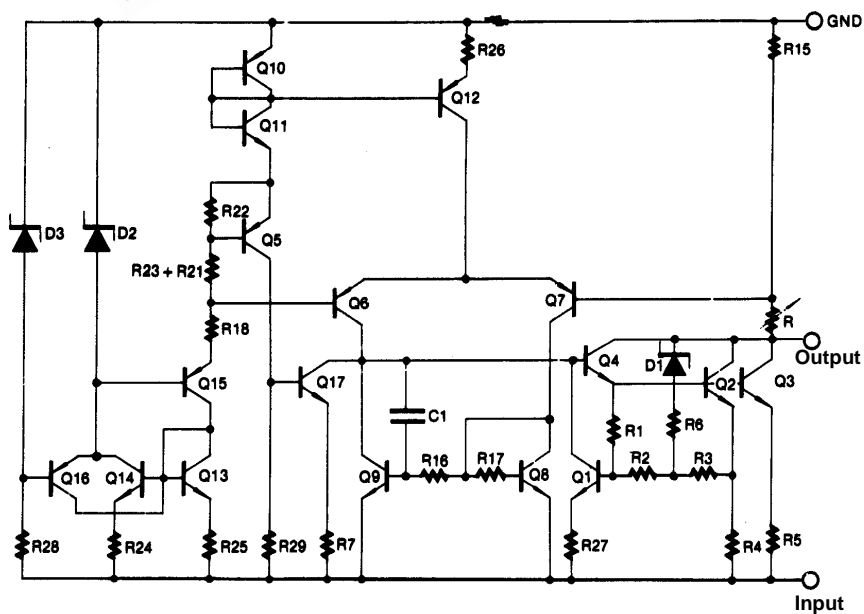 GND
R26
R15
Q10
Q12
Q11
R22
D3
D2
Q5
R23 + R21
Q6
Q7
R18
R
Output
Q4
D1
Q2
Q3
Q15
Q17
C1
R1
R6
Q16
Q14
Q13
Q9
R16
R17
Q8
Q1
R2
R3
R28
R24
R25
R29
R7
R27
R4
R5
Input